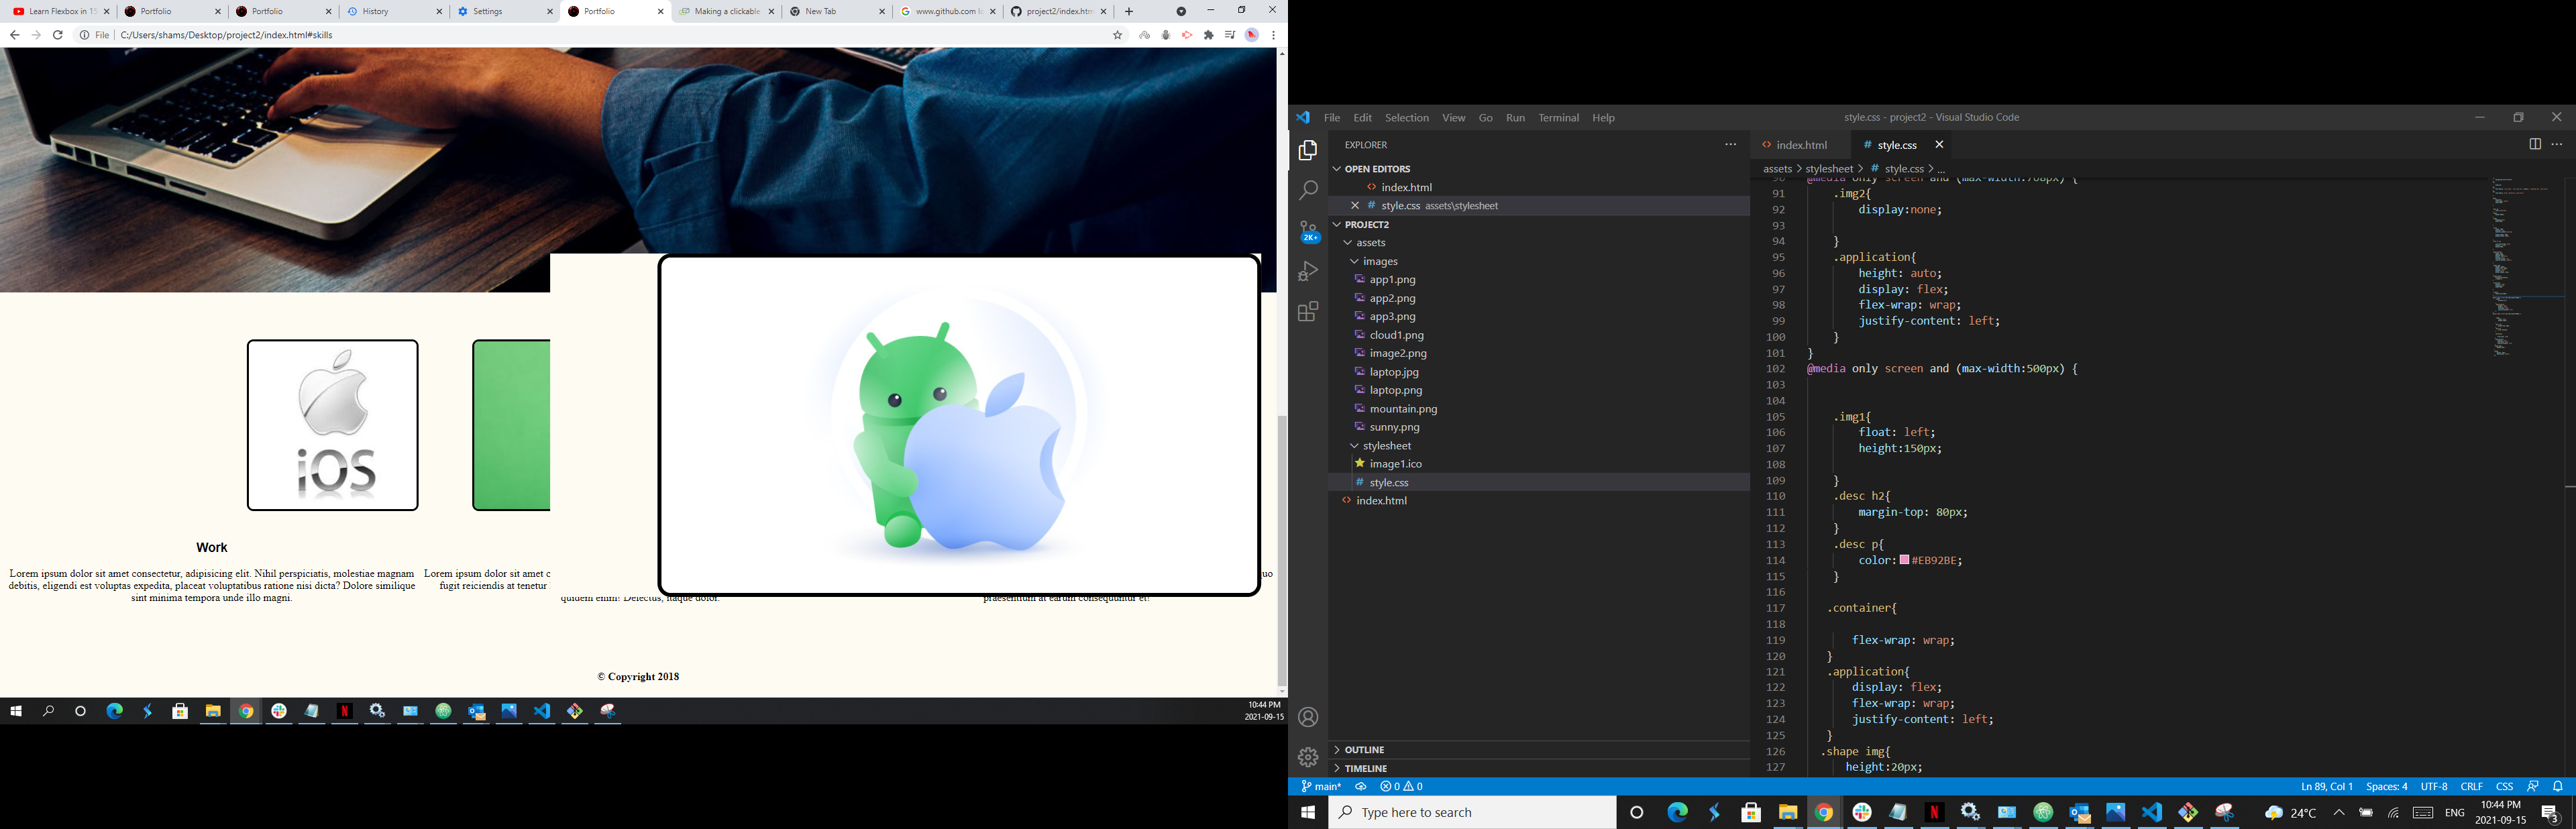 Learn Flexbox in 15
Portfolio
Portfolio
History
Settings
Portfolio
Making a clickable
New Tab
www.github.com lo
project2/index.htm
File
C:/Users/shams/Desktop/project2/index.html#skills
iOS
Work
Lorem ipsum dolor sit amet consectetur, adipisicing elit. Nihil perspiciatis, molestiae magnam
debitis, eligendi est voluptas expedita, placeat voluptatibus ratione nisi dicta? Dolore similique
sint minima tempora unde illo magni.
Lorem ipsum dolor sit amet c
fugit reiciendis at tenetur
quidem enim! Delectus, itaque dolor.
quo
praesentium at earum consequuntur et!
© Copyright 2018
10:44 PM
2021-09-15
File Edit Selection View Go Run Terminal Help
style.css - project2 - Visual Studio Code
EXPLORER
OPEN EDITORS
index.html
style.css assets\stylesheet
PROJECT2
2K+
assets
images
app1.png
app2.png
app3.png
cloud1.png
image2.png
laptop.jpg
laptop.png
mountain.png
sunny.png
stylesheet
image1.ico
style.css
index.html
OUTLINE
TIMELINE
index.html
style.css
assets > stylesheet > # style.css > ...
90 @media only screen and (max-width:768px) {
91 .img2{
92 display:none;
93
94 }
95 .application{
96 height: auto;
97 display: flex;
98 flex-wrap: wrap;
99 justify-content: left;
100 }
101 }
102 @media only screen and (max-width:500px) {
103
104
105 .img1{
106 float: left;
107 height:150px;
108
109 }
110 .desc h2{
111 margin-top: 80px;
112 }
113 .desc p{
114 color:#EB92BE;
115 }
116
117 .container{
118
119 flex-wrap: wrap;
120 }
121 .application{
122 display: flex;
123 flex-wrap: wrap;
124 justify-content: left;
125 }
126 .shape img{
127 height:20px;
main*
0 0
Ln 89, Col 1
Spaces: 4
UTF-8
CRLF
CSS
Type here to search
24°C
ENG
10:44 PM
2021-09-15
3